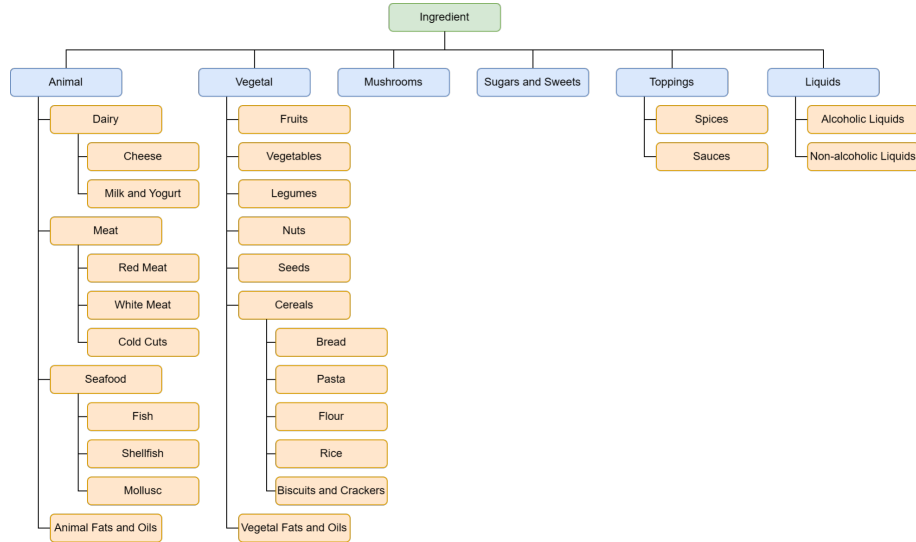 Ingredient
Animal
Vegetal
Mushrooms
Sugars and Sweets
Toppings
Liquids
Dairy
Cheese
Milk and Yogurt
Meat
Red Meat
White Meat
Cold Cuts
Seafood
Fish
Shellfish
Mollusc
Animal Fats and Oils
Fruits
Vegetables
Legumes
Nuts
Seeds
Cereals
Bread
Pasta
Flour
Rice
Biscuits and Crackers
Vegetal Fats and Oils
Spices
Sauces
Alcoholic Liquids
Non-alcoholic Liquids